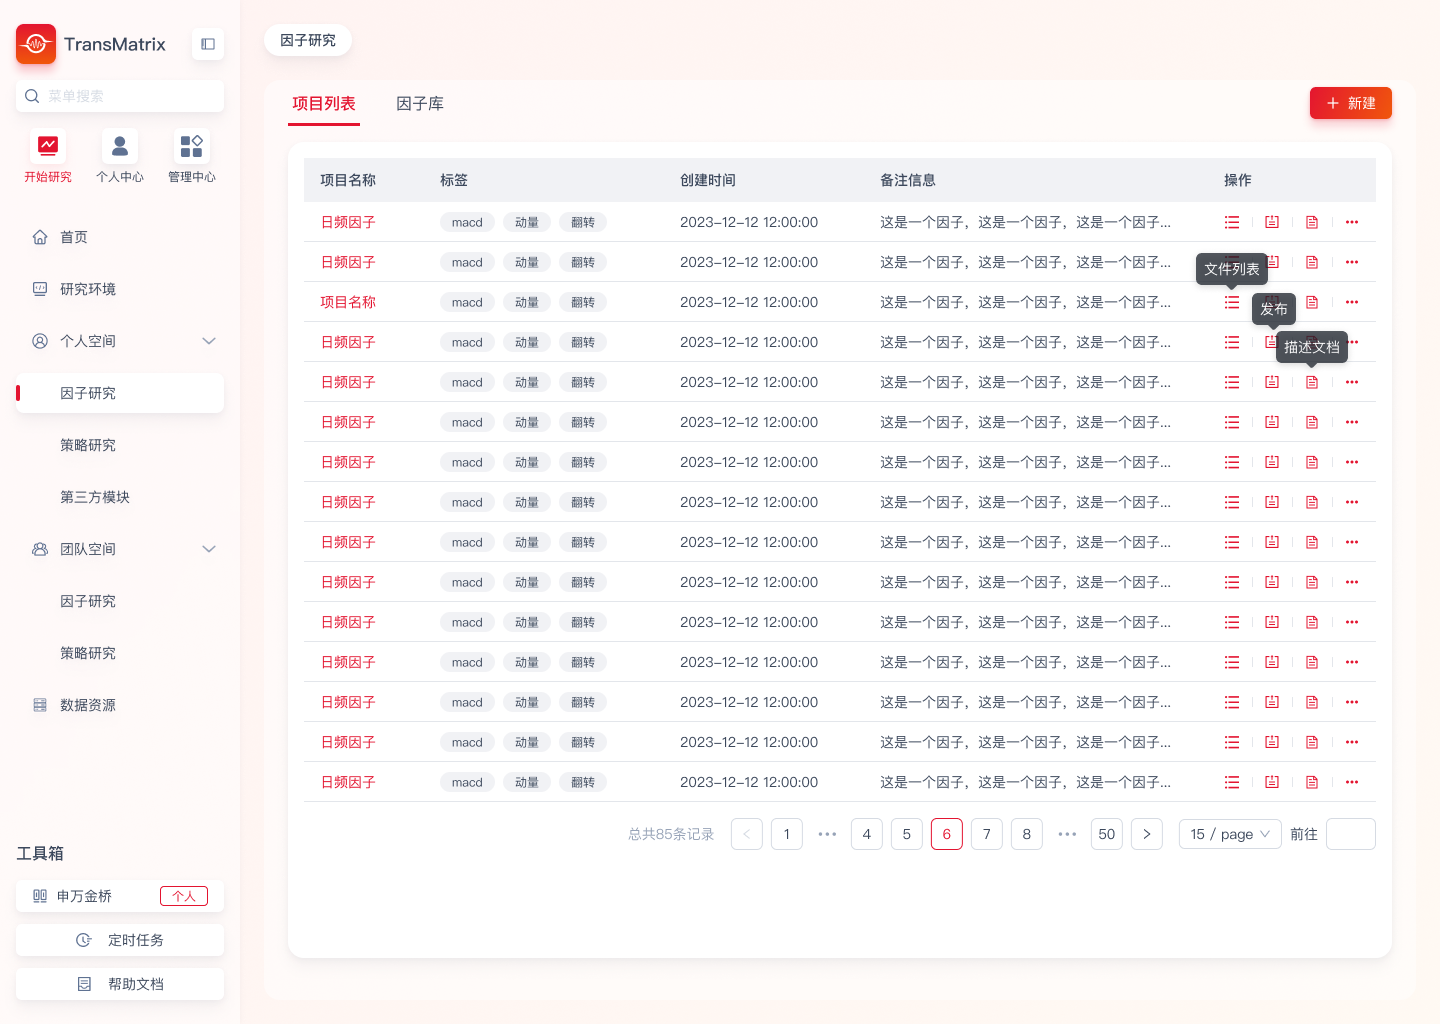 TransMatrix
菜单搜索
开始研究 个人中心 管理中心
首页
研究环境
个人空间
因子研究
策略研究
第三方模块
团队空间
因子研究
策略研究
数据资源
工具箱
申万金桥 个人
定时任务
帮助文档
因子研究
项目列表 因子库 新建
项目名称 标签 创建时间 备注信息 操作
日频因子 macd 动量 翻转 2023-12-12 12:00:00 这是一个因子，这是一个因子，这是一个因子...
日频因子 macd 动量 翻转 2023-12-12 12:00:00 这是一个因子，这是一个因子，这是一个因子...
文件列表
项目名称 macd 动量 翻转 2023-12-12 12:00:00 这是一个因子，这是一个因子，这是一个因子...
发布
日频因子 macd 动量 翻转 2023-12-12 12:00:00 这是一个因子，这是一个因子，这是一个因子...
描述文档
日频因子 macd 动量 翻转 2023-12-12 12:00:00 这是一个因子，这是一个因子，这是一个因子...
日频因子 macd 动量 翻转 2023-12-12 12:00:00 这是一个因子，这是一个因子，这是一个因子...
日频因子 macd 动量 翻转 2023-12-12 12:00:00 这是一个因子，这是一个因子，这是一个因子...
日频因子 macd 动量 翻转 2023-12-12 12:00:00 这是一个因子，这是一个因子，这是一个因子...
日频因子 macd 动量 翻转 2023-12-12 12:00:00 这是一个因子，这是一个因子，这是一个因子...
日频因子 macd 动量 翻转 2023-12-12 12:00:00 这是一个因子，这是一个因子，这是一个因子...
日频因子 macd 动量 翻转 2023-12-12 12:00:00 这是一个因子，这是一个因子，这是一个因子...
日频因子 macd 动量 翻转 2023-12-12 12:00:00 这是一个因子，这是一个因子，这是一个因子...
日频因子 macd 动量 翻转 2023-12-12 12:00:00 这是一个因子，这是一个因子，这是一个因子...
日频因子 macd 动量 翻转 2023-12-12 12:00:00 这是一个因子，这是一个因子，这是一个因子...
日频因子 macd 动量 翻转 2023-12-12 12:00:00 这是一个因子，这是一个因子，这是一个因子...
总共85条记录 1 ••• 4 5 6 7 8 ••• 50 15 / page 前往